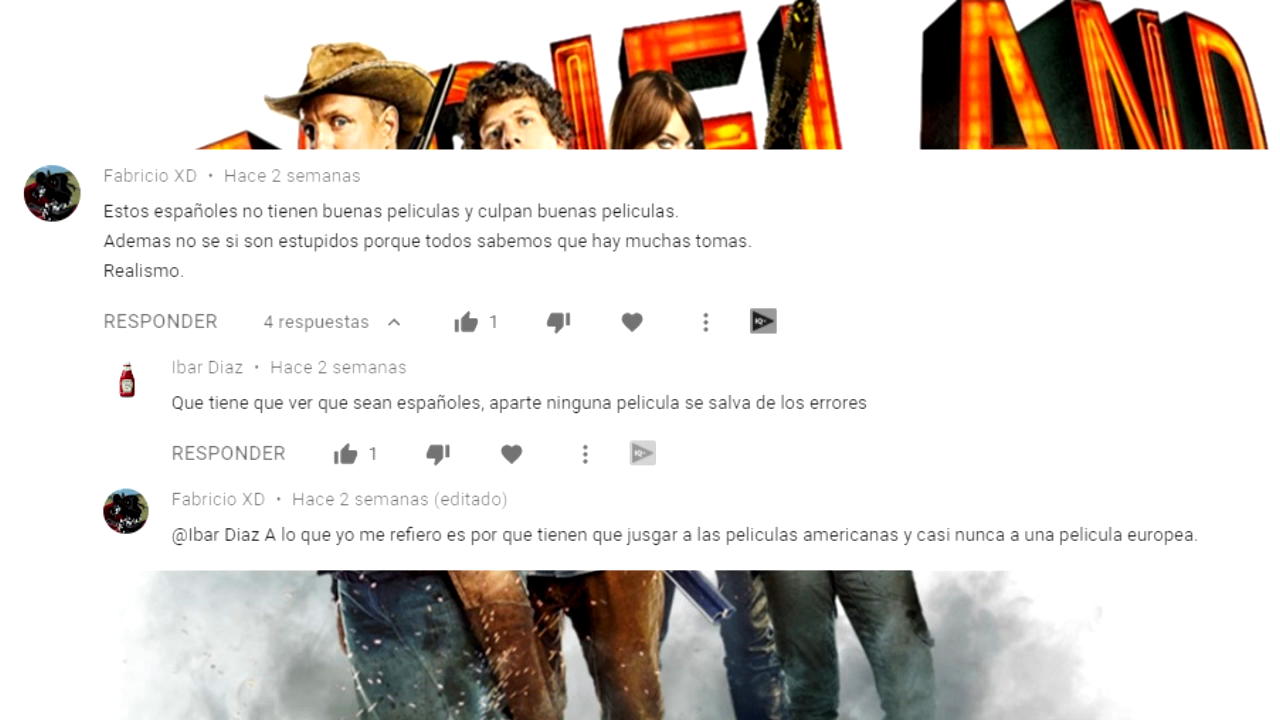 IELAND
Fabricio XD • Hace 2 semanas
Estos españoles no tienen buenas peliculas y culpan buenas peliculas.
Ademas no se si son estupidos porque todos sabemos que hay muchas tomas.
Realismo.
RESPONDER 4 respuestas 1
Ibar Diaz • Hace 2 semanas
Que tiene que ver que sean españoles, aparte ninguna pelicula se salva de los errores
RESPONDER 1
Fabricio XD • Hace 2 semanas (editado)
@Ibar Diaz A lo que yo me refiero es por que tienen que jusgar a las peliculas americanas y casi nunca a una pelicula europea.